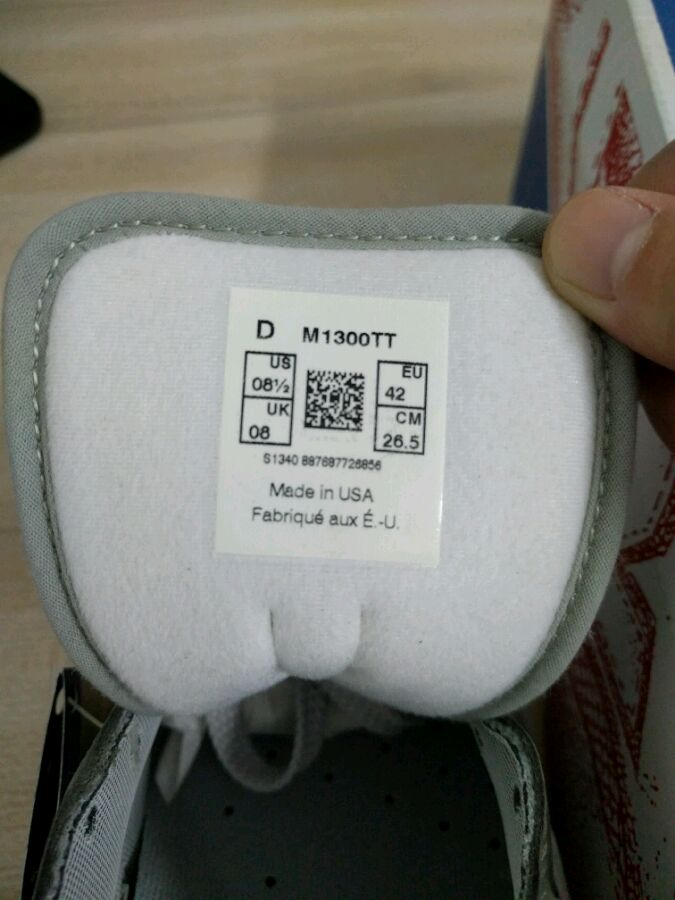 D M1300TT
US 08½
EU 42
UK 08
CM 26.5
S1340 887687726856
Made in USA
Fabriqué aux É.-U.